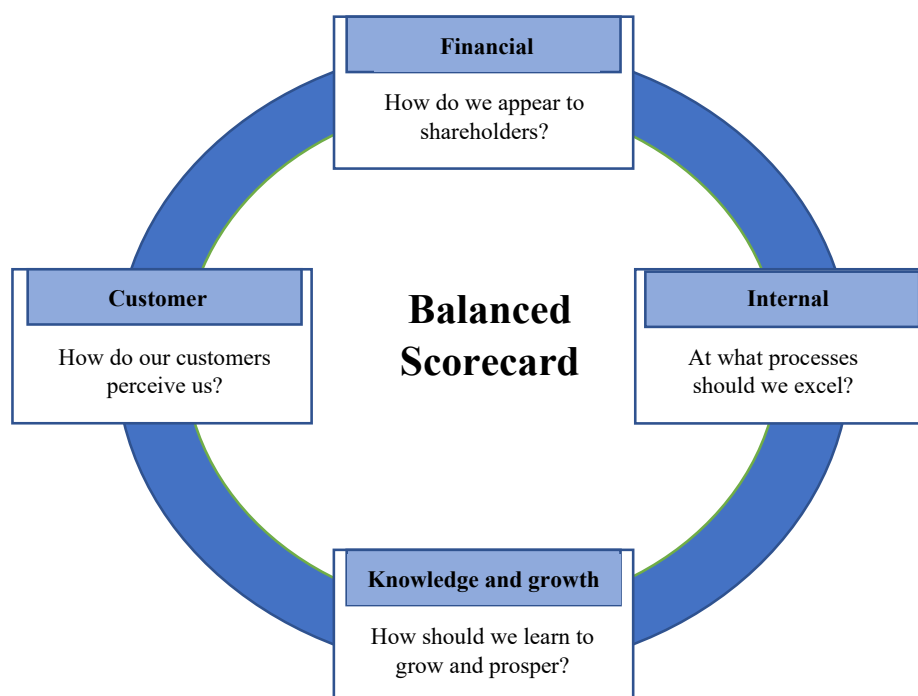 Financial
How do we appear to
shareholders?
Customer
How do our customers
perceive us?
Balanced
Scorecard
Internal
At what processes
should we excel?
Knowledge and growth
How should we learn to
grow and prosper?